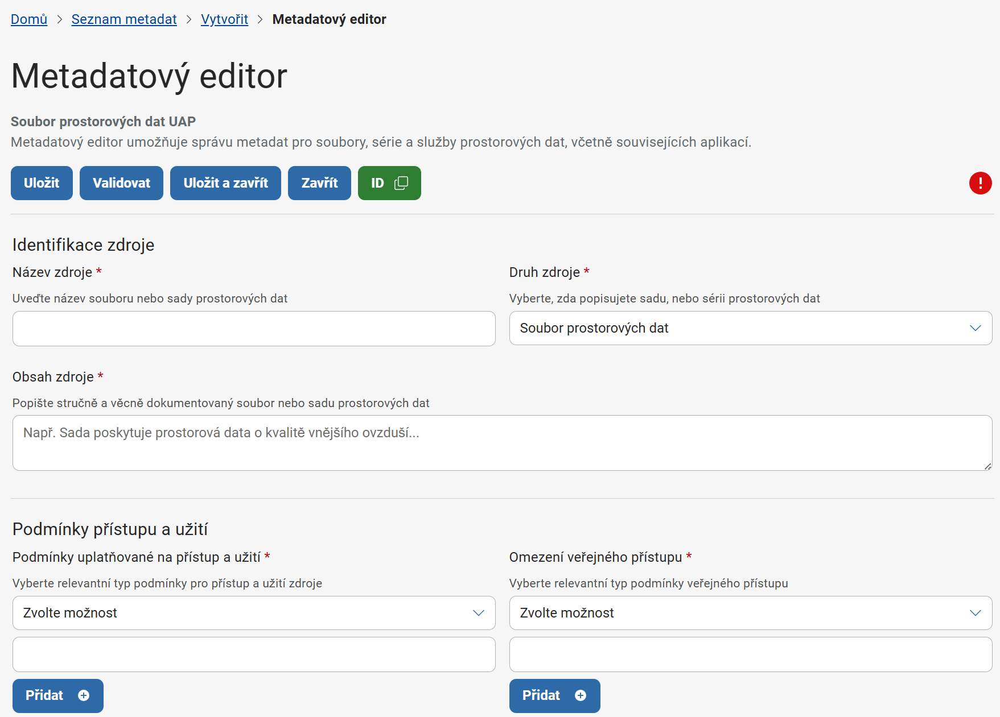 Domů > Seznam metadat > Vytvořit > Metadatový editor
Metadatový editor
Soubor prostorových dat UAP
Metadatový editor umožňuje správu metadat pro soubory, série a služby prostorových dat, včetně souvisejících aplikací.
Uložit Validovat Uložit a zavřít Zavřít ID
Identifikace zdroje
Název zdroje * Druh zdroje *
Uveďte název souboru nebo sady prostorových dat Vyberte, zda popisujete sadu, nebo sérii prostorových dat
Soubor prostorových dat
Obsah zdroje *
Popište stručně a věcně dokumentovaný soubor nebo sadu prostorových dat
Např. Sada poskytuje prostorová data o kvalitě vnějšího ovzduší...
Podmínky přístupu a užití
Podmínky uplatňované na přístup a užití * Omezení veřejného přístupu *
Vyberte relevantní typ podmínky pro přístup a užití zdroje Vyberte relevantní typ podmínky veřejného přístupu
Zvolte možnost Zvolte možnost
Přidat Přidat